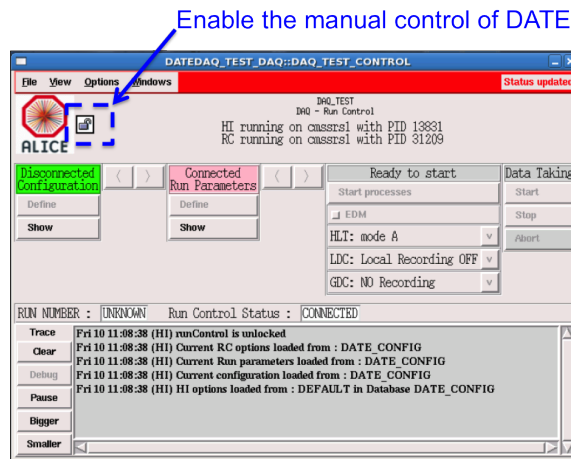 Enable the manual control of DATE
DATEDAQ_TEST_DAQ::DAQ_TEST_CONTROL
File View Options Windows
Status updated
DAQ_TEST
DAQ - Run Control
HI running on cmssrs1 with PID 13831
RC running on cmssrs1 with PID 31209
ALICE
Disconnected Configuration
Connected Run Parameters
Ready to start
Data Taking
Define
Define
Start processes
Start
Show
Show
EDM
Stop
HLT: mode A
Abort
LDC: Local Recording OFF
GDC: NO Recording
RUN NUMBER : UNKNOWN Run Control Status : CONNECTED
Trace
Clear
Debug
Pause
Bigger
Smaller
Fri 10 11:08:38 (HI) runControl is unlocked
Fri 10 11:08:38 (HI) Current RC options loaded from : DATE_CONFIG
Fri 10 11:08:38 (HI) Current Run parameters loaded from : DATE_CONFIG
Fri 10 11:08:38 (HI) Current configuration loaded from : DATE_CONFIG
Fri 10 11:08:38 (HI) HI options loaded from : DEFAULT in Database DATE_CONFIG